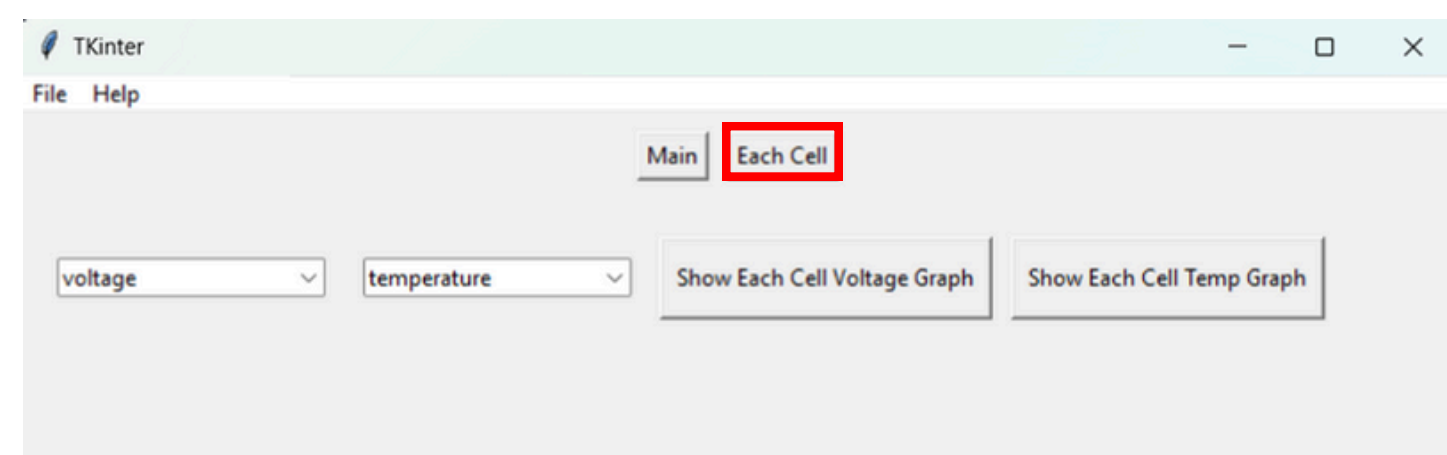 TKinter
File Help
Main Each Cell
voltage temperature Show Each Cell Voltage Graph Show Each Cell Temp Graph